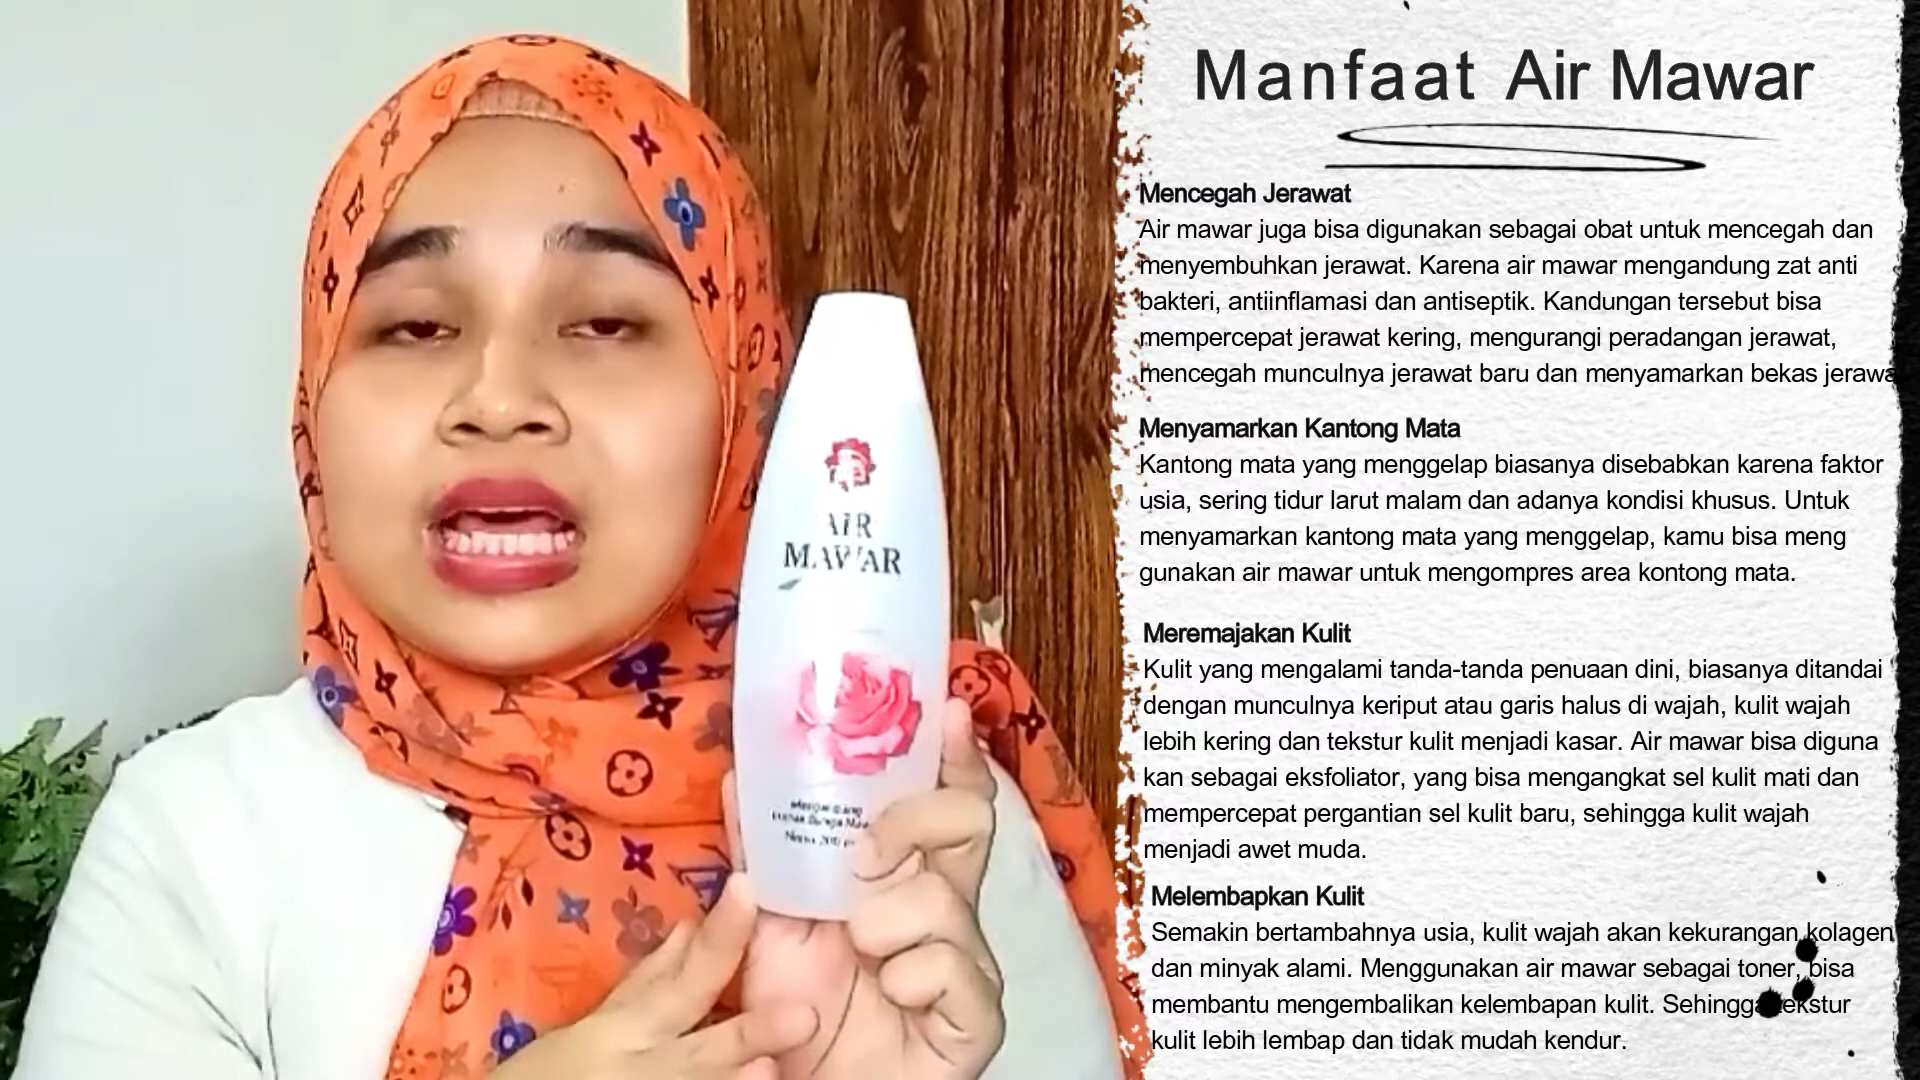 Manfaat Air Mawar
Mencegah Jerawat
Air mawar juga bisa digunakan sebagai obat untuk mencegah dan
menyembuhkan jerawat. Karena air mawar mengandung zat anti
bakteri, antiinflamasi dan antiseptik. Kandungan tersebut bisa
mempercepat jerawat kering, mengurangi peradangan jerawat,
mencegah munculnya jerawat baru dan menyamarkan bekas jerawa
Menyamarkan Kantong Mata
Kantong mata yang menggelap biasanya disebabkan karena faktor
usia, sering tidur larut malam dan adanya kondisi khusus. Untuk
menyamarkan kantong mata yang menggelap, kamu bisa meng
gunakan air mawar untuk mengompres area kontong mata.
Meremajakan Kulit
Kulit yang mengalami tanda-tanda penuaan dini, biasanya ditandai
dengan munculnya keriput atau garis halus di wajah, kulit wajah
lebih kering dan tekstur kulit menjadi kasar. Air mawar bisa diguna
kan sebagai eksfoliator, yang bisa mengangkat sel kulit mati dan
mempercepat pergantian sel kulit baru, sehingga kulit wajah
menjadi awet muda.
Melembapkan Kulit
Semakin bertambahnya usia, kulit wajah akan kekurangan kolagen
dan minyak alami. Menggunakan air mawar sebagai toner, bisa
membantu mengembalikan kelembapan kulit. Sehingga tekstur
kulit lebih lembap dan tidak mudah kendur.
AIR
MAWAR